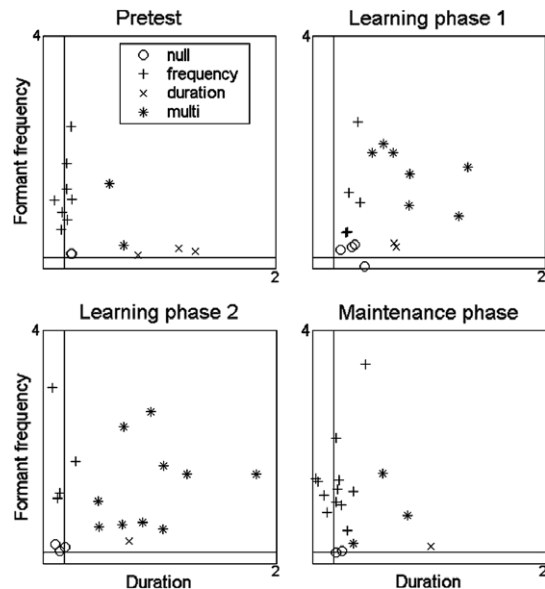 Pretest
Learning phase 1
4
4
null
frequency
duration
multi
Formant frequency
2
2
Learning phase 2
Maintenance phase
4
4
Formant frequency
2
2
Duration
Duration